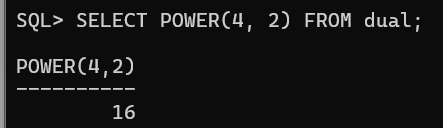 SQL> SELECT POWER(4, 2) FROM dual;
POWER(4,2)
----------
16